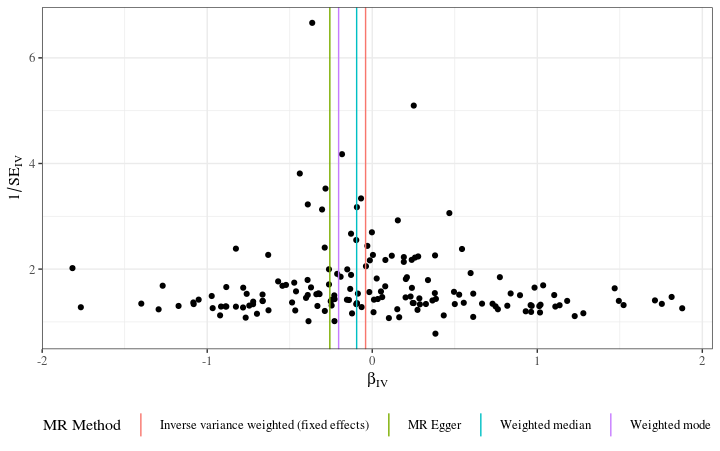 6
4
2
1/SE_IV
-2
-1
0
1
2
β_IV
MR Method
Inverse variance weighted (fixed effects)
MR Egger
Weighted median
Weighted mode